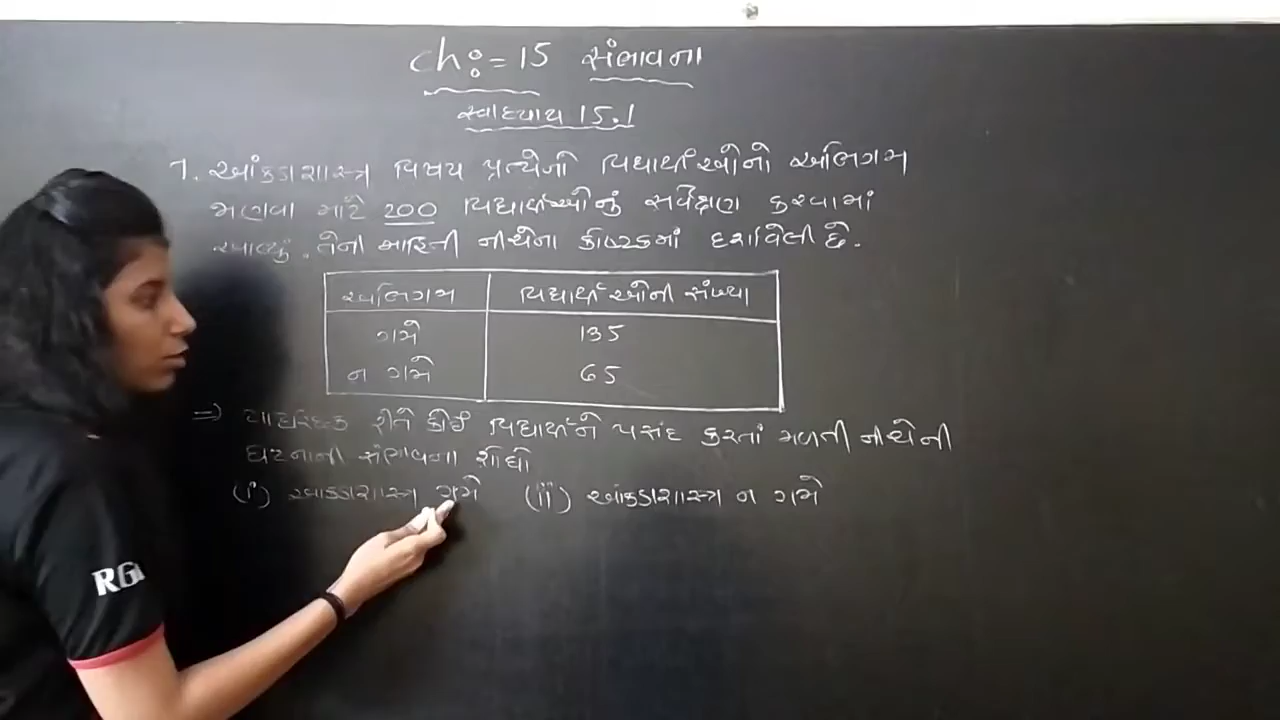 ch:= 15 સંભાવના
સ્વાધ્યાય 15.1
1. આંકડાશાસ્ત્ર વિષય પ્રત્યેનો વિદ્યાર્થીઓનો અભિગમ
જાણવા માટે 200 વિદ્યાર્થીઓનું સર્વેક્ષણ કરવામાં
આવ્યું. તેની માહિતી નીચેના કોષ્ટકમાં દર્શાવેલી છે.
અભિગમ વિદ્યાર્થીઓની સંખ્યા
ગમે 135
ન ગમે 65
⇒ યાદચ્છિક રીતે કોઈ વિદ્યાર્થીને પસંદ કરતાં મળતી નીચેની
ઘટનાની સંભાવના શોધો
(i) આંકડાશાસ્ત્ર ગમે (ii) આંકડાશાસ્ત્ર ન ગમે